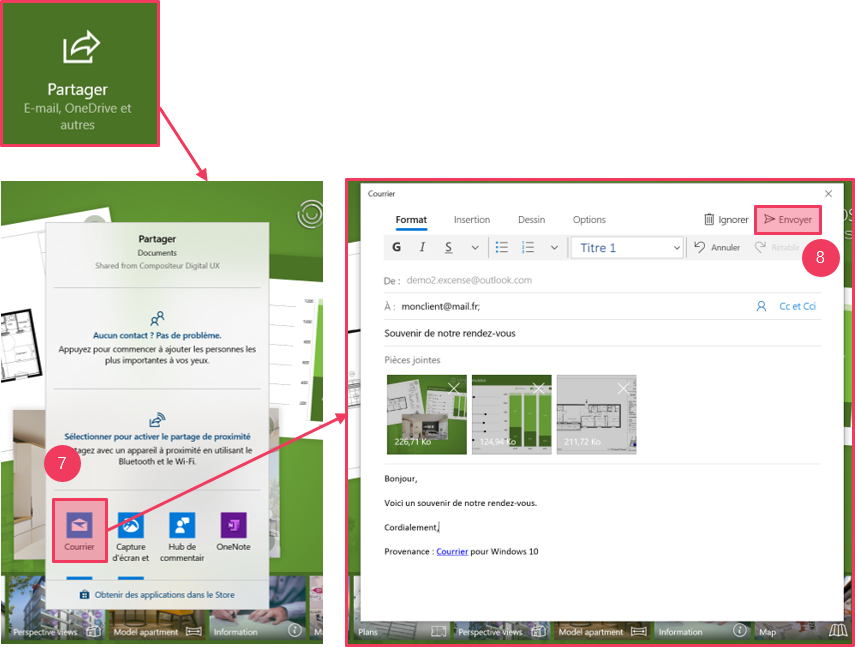 Partager
E-mail, OneDrive et
autres
Partager
Documents
Shared from Compositeur Digital UX
Aucun contact ? Pas de problème.
Appuyez pour commencer à ajouter les personnes les
plus importantes à vos yeux.
Sélectionner pour activer le partage de proximité
tagez avec un appareil à proximité en utilisant le
Bluetooth et le Wi-Fi.
7
Courrier
Capture
d'écran et
Hub de
commentair
OneNote
Obtenir des applications dans le Store
Perspective views
Model apartment
Information
Courrier
Format
Insertion
Dessin
Options
Ignorer
Envoyer
G I S
Titre 1
Annuler
8
De : demo2.excense@outlook.com
À : monclient@mail.fr;
Cc et Cci
Souvenir de notre rendez-vous
Pièces jointes
226,71 Ko
124,94 Ko
211,72 Ko
Bonjour,
Voici un souvenir de notre rendez-vous.
Cordialement,
Provenance : Courrier pour Windows 10
Plans
Perspective views
Model apartment
Information
Map